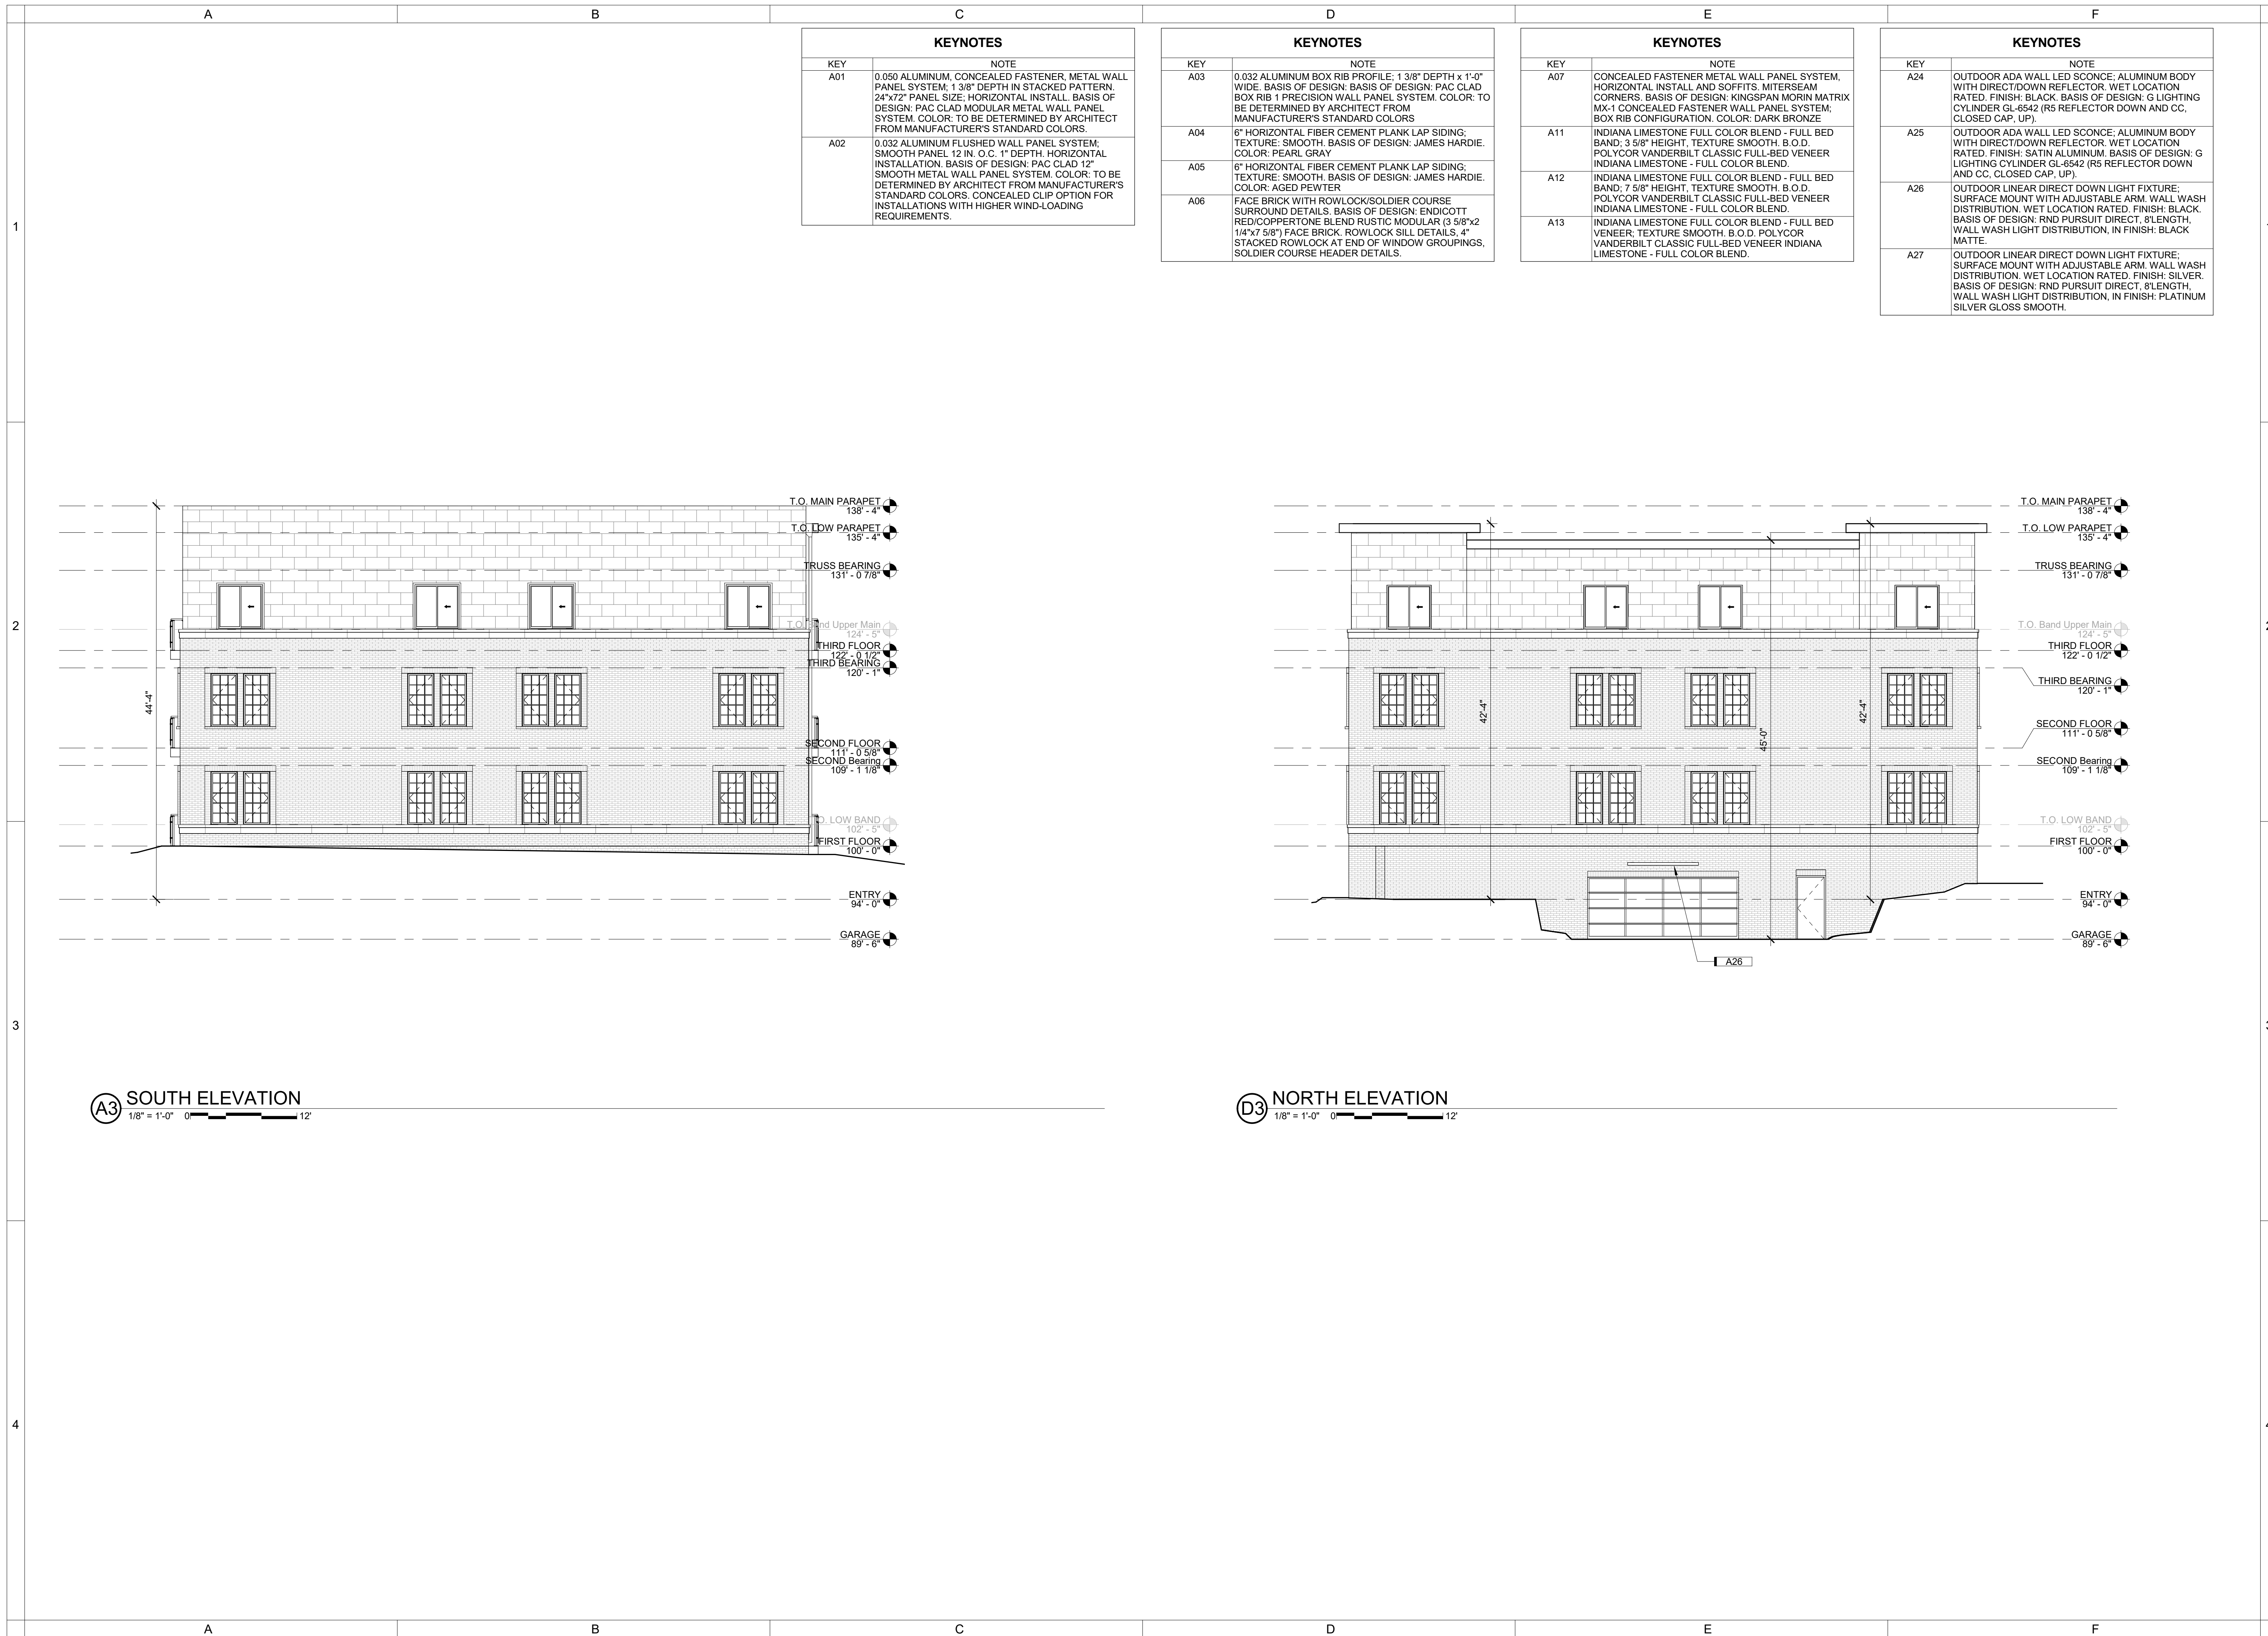 A B C D E F
KEYNOTES
KEY NOTE
A01 0.050 ALUMINUM, CONCEALED FASTENER, METAL WALL
PANEL SYSTEM; 1 3/8" DEPTH IN STACKED PATTERN.
24"x72" PANEL SIZE; HORIZONTAL INSTALL. BASIS OF
DESIGN: PAC CLAD MODULAR METAL WALL PANEL
SYSTEM. COLOR: TO BE DETERMINED BY ARCHITECT
FROM MANUFACTURER'S STANDARD COLORS.
A02 0.032 ALUMINUM FLUSHED WALL PANEL SYSTEM;
SMOOTH PANEL 12 IN. O.C. 1" DEPTH. HORIZONTAL
INSTALLATION. BASIS OF DESIGN: PAC CLAD 12"
SMOOTH METAL WALL PANEL SYSTEM. COLOR: TO BE
DETERMINED BY ARCHITECT FROM MANUFACTURER'S
STANDARD COLORS. CONCEALED CLIP OPTION FOR
INSTALLATIONS WITH HIGHER WIND-LOADING
REQUIREMENTS.
KEYNOTES
KEY NOTE
A03 0.032 ALUMINUM BOX RIB PROFILE; 1 3/8" DEPTH x 1'-0"
WIDE. BASIS OF DESIGN: BASIS OF DESIGN: PAC CLAD
BOX RIB 1 PRECISION WALL PANEL SYSTEM. COLOR: TO
BE DETERMINED BY ARCHITECT FROM
MANUFACTURER'S STANDARD COLORS
A04 6" HORIZONTAL FIBER CEMENT PLANK LAP SIDING;
TEXTURE: SMOOTH. BASIS OF DESIGN: JAMES HARDIE.
COLOR: PEARL GRAY
A05 6" HORIZONTAL FIBER CEMENT PLANK LAP SIDING;
TEXTURE: SMOOTH. BASIS OF DESIGN: JAMES HARDIE.
COLOR: AGED PEWTER
A06 FACE BRICK WITH ROWLOCK/SOLDIER COURSE
SURROUND DETAILS. BASIS OF DESIGN: ENDICOTT
RED/COPPERTONE BLEND RUSTIC MODULAR (3 5/8"x2
1/4"x7 5/8") FACE BRICK. ROWLOCK SILL DETAILS, 4"
STACKED ROWLOCK AT END OF WINDOW GROUPINGS,
SOLDIER COURSE HEADER DETAILS.
KEYNOTES
KEY NOTE
A07 CONCEALED FASTENER METAL WALL PANEL SYSTEM,
HORIZONTAL INSTALL AND SOFFITS. MITERSEAM
CORNERS. BASIS OF DESIGN: KINGSPAN MORIN MATRIX
MX-1 CONCEALED FASTENER WALL PANEL SYSTEM;
BOX RIB CONFIGURATION. COLOR: DARK BRONZE
A11 INDIANA LIMESTONE FULL COLOR BLEND - FULL BED
BAND; 3 5/8" HEIGHT, TEXTURE SMOOTH. B.O.D.
POLYCOR VANDERBILT CLASSIC FULL-BED VENEER
INDIANA LIMESTONE - FULL COLOR BLEND.
A12 INDIANA LIMESTONE FULL COLOR BLEND - FULL BED
BAND; 7 5/8" HEIGHT, TEXTURE SMOOTH. B.O.D.
POLYCOR VANDERBILT CLASSIC FULL-BED VENEER
INDIANA LIMESTONE - FULL COLOR BLEND.
A13 INDIANA LIMESTONE FULL COLOR BLEND - FULL BED
VENEER; TEXTURE SMOOTH. B.O.D. POLYCOR
VANDERBILT CLASSIC FULL-BED VENEER INDIANA
LIMESTONE - FULL COLOR BLEND.
KEYNOTES
KEY NOTE
A24 OUTDOOR ADA WALL LED SCONCE; ALUMINUM BODY
WITH DIRECT/DOWN REFLECTOR. WET LOCATION
RATED. FINISH: BLACK. BASIS OF DESIGN: G LIGHTING
CYLINDER GL-6542 (R5 REFLECTOR DOWN AND CC,
CLOSED CAP, UP).
A25 OUTDOOR ADA WALL LED SCONCE; ALUMINUM BODY
WITH DIRECT/DOWN REFLECTOR. WET LOCATION
RATED. FINISH: SATIN ALUMINUM. BASIS OF DESIGN: G
LIGHTING CYLINDER GL-6542 (R5 REFLECTOR DOWN
AND CC, CLOSED CAP, UP).
A26 OUTDOOR LINEAR DIRECT DOWN LIGHT FIXTURE;
SURFACE MOUNT WITH ADJUSTABLE ARM. WALL WASH
DISTRIBUTION. WET LOCATION RATED. FINISH: BLACK.
BASIS OF DESIGN: RND PURSUIT DIRECT, 8'LENGTH,
WALL WASH LIGHT DISTRIBUTION, IN FINISH: BLACK
MATTE.
A27 OUTDOOR LINEAR DIRECT DOWN LIGHT FIXTURE;
SURFACE MOUNT WITH ADJUSTABLE ARM. WALL WASH
DISTRIBUTION. WET LOCATION RATED. FINISH: SILVER.
BASIS OF DESIGN: RND PURSUIT DIRECT, 8'LENGTH,
WALL WASH LIGHT DISTRIBUTION, IN FINISH: PLATINUM
SILVER GLOSS SMOOTH.
1
2
3
4
T.O. MAIN PARAPET
138' - 4"
T.O. LOW PARAPET
135' - 4"
TRUSS BEARING
131' - 0 7/8"
T.O. Band Upper Main
124' - 5"
THIRD FLOOR
122' - 0 1/2"
THIRD BEARING
120' - 1"
SECOND FLOOR
111' - 0 5/8"
SECOND Bearing
109' - 1 1/8"
T.O. LOW BAND
102' - 5"
FIRST FLOOR
100' - 0"
ENTRY
94' - 0"
GARAGE
89' - 6"
44'-4"
A3 SOUTH ELEVATION
1/8" = 1'-0" 0 12'
T.O. MAIN PARAPET
138' - 4"
T.O. LOW PARAPET
135' - 4"
TRUSS BEARING
131' - 0 7/8"
T.O. Band Upper Main
124' - 5"
THIRD FLOOR
122' - 0 1/2"
THIRD BEARING
120' - 1"
SECOND FLOOR
111' - 0 5/8"
SECOND Bearing
109' - 1 1/8"
T.O. LOW BAND
102' - 5"
FIRST FLOOR
100' - 0"
ENTRY
94' - 0"
GARAGE
89' - 6"
42'-4"
45'-0"
42'-4"
A26
D3 NORTH ELEVATION
1/8" = 1'-0" 0 12'
A B C D E F